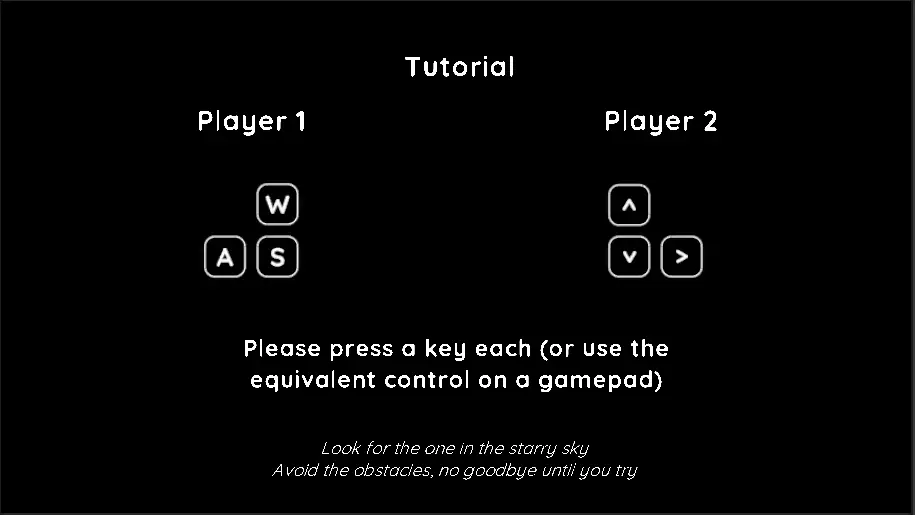 Tutorial
Player 1
Player 2
W
A S
^
v >
Please press a key each (or use the
equivalent control on a gamepad)
Look for the one in the starry sky
Avoid the obstacles, no goodbye until you try